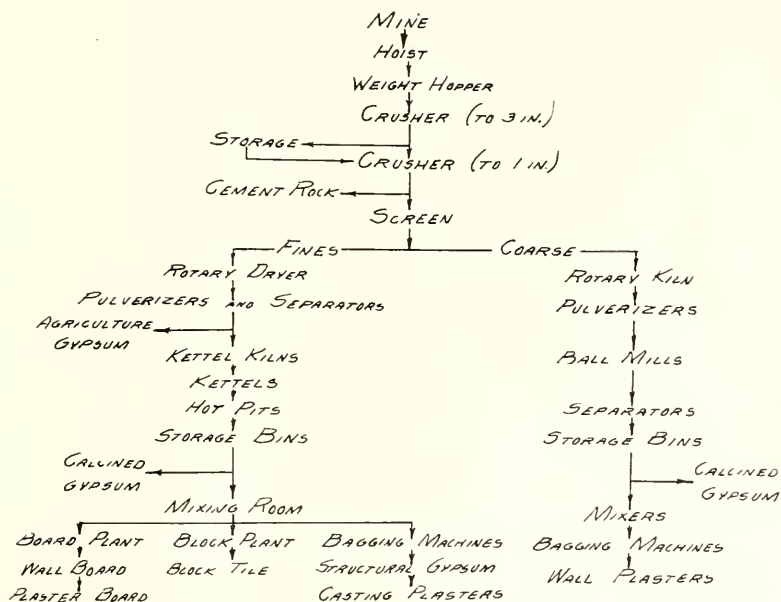 MINE
HOIST
WEIGHT HOPPER
CRUSHER (TO 3 IN.)
STORAGE
CRUSHER (TO 1 IN.)
CEMENT ROCK
SCREEN
FINES COARSE
ROTARY DRYER
ROTARY KILN
PULVERIZERS AND SEPARATORS
PULVERIZERS
AGRICULTURE
GYPSUM
KETTEL KILNS
BALL MILLS
KETTELS
HOT PITS
SEPARATORS
STORAGE BINS
STORAGE BINS
CALCINED
GYPSUM
CALCINED
GYPSUM
MIXING ROOM
MIXERS
BOARD PLANT BLOCK PLANT BAGGING MACHINES BAGGING MACHINES
WALL BOARD BLOCK TILE STRUCTURAL GYPSUM WALL PLASTERS
PLASTER BOARD CASTING PLASTERS